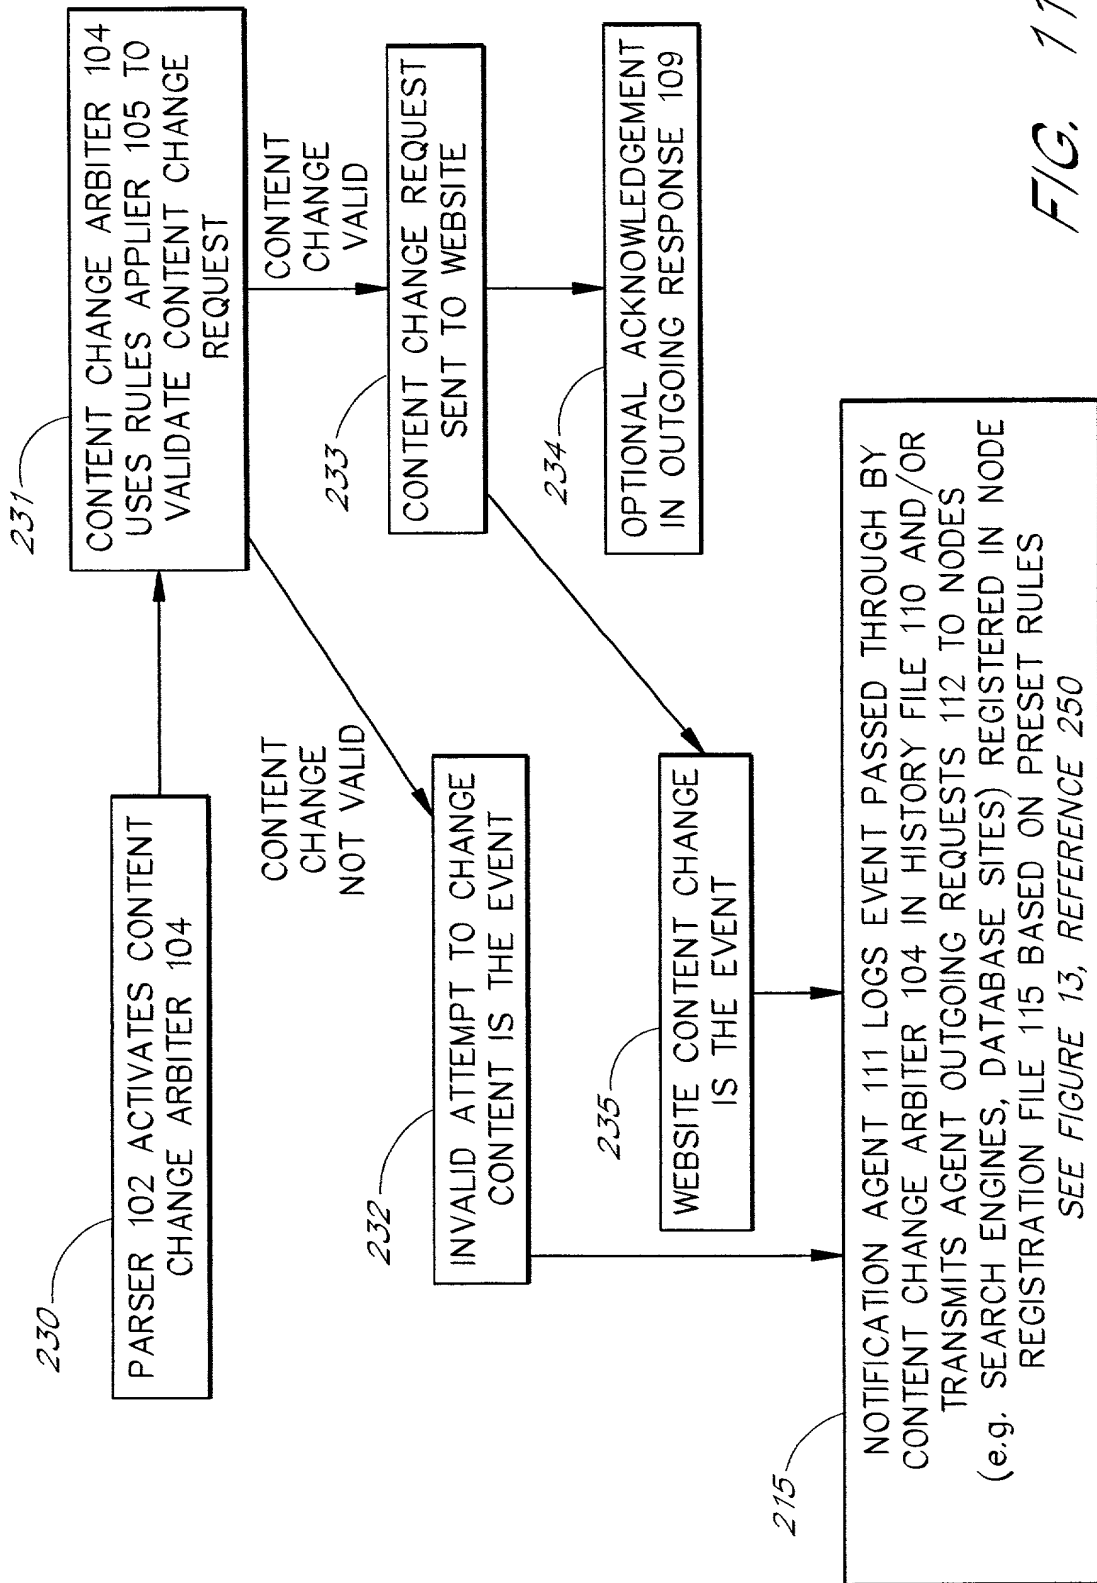 230
PARSER 102 ACTIVATES CONTENT
CHANGE ARBITER 104
231
CONTENT CHANGE ARBITER 104
USES RULES APPLIER 105 TO
VALIDATE CONTENT CHANGE
REQUEST
CONTENT
CHANGE
NOT VALID
CONTENT
CHANGE
VALID
232
INVALID ATTEMPT TO CHANGE
CONTENT IS THE EVENT
233
CONTENT CHANGE REQUEST
SENT TO WEBSITE
235
WEBSITE CONTENT CHANGE
IS THE EVENT
234
OPTIONAL ACKNOWLEDGEMENT
IN OUTGOING RESPONSE 109
215
NOTIFICATION AGENT 111 LOGS EVENT PASSED THROUGH BY
CONTENT CHANGE ARBITER 104 IN HISTORY FILE 110 AND/OR
TRANSMITS AGENT OUTGOING REQUESTS 112 TO NODES
(e.g. SEARCH ENGINES, DATABASE SITES) REGISTERED IN NODE
REGISTRATION FILE 115 BASED ON PRESET RULES
SEE FIGURE 13, REFERENCE 250
FIG. 11